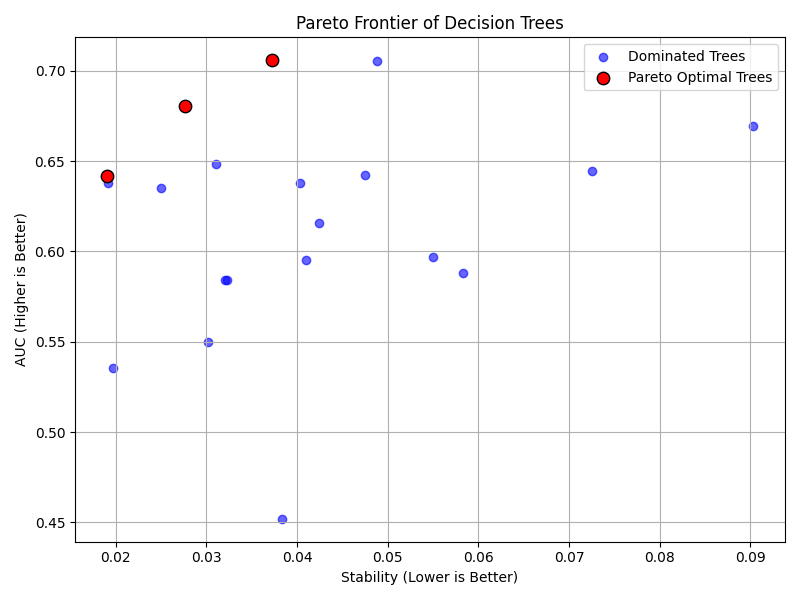 Pareto Frontier of Decision Trees
Dominated Trees
Pareto Optimal Trees
AUC (Higher is Better)
0.70
0.65
0.60
0.55
0.50
0.45
0.02 0.03 0.04 0.05 0.06 0.07 0.08 0.09
Stability (Lower is Better)